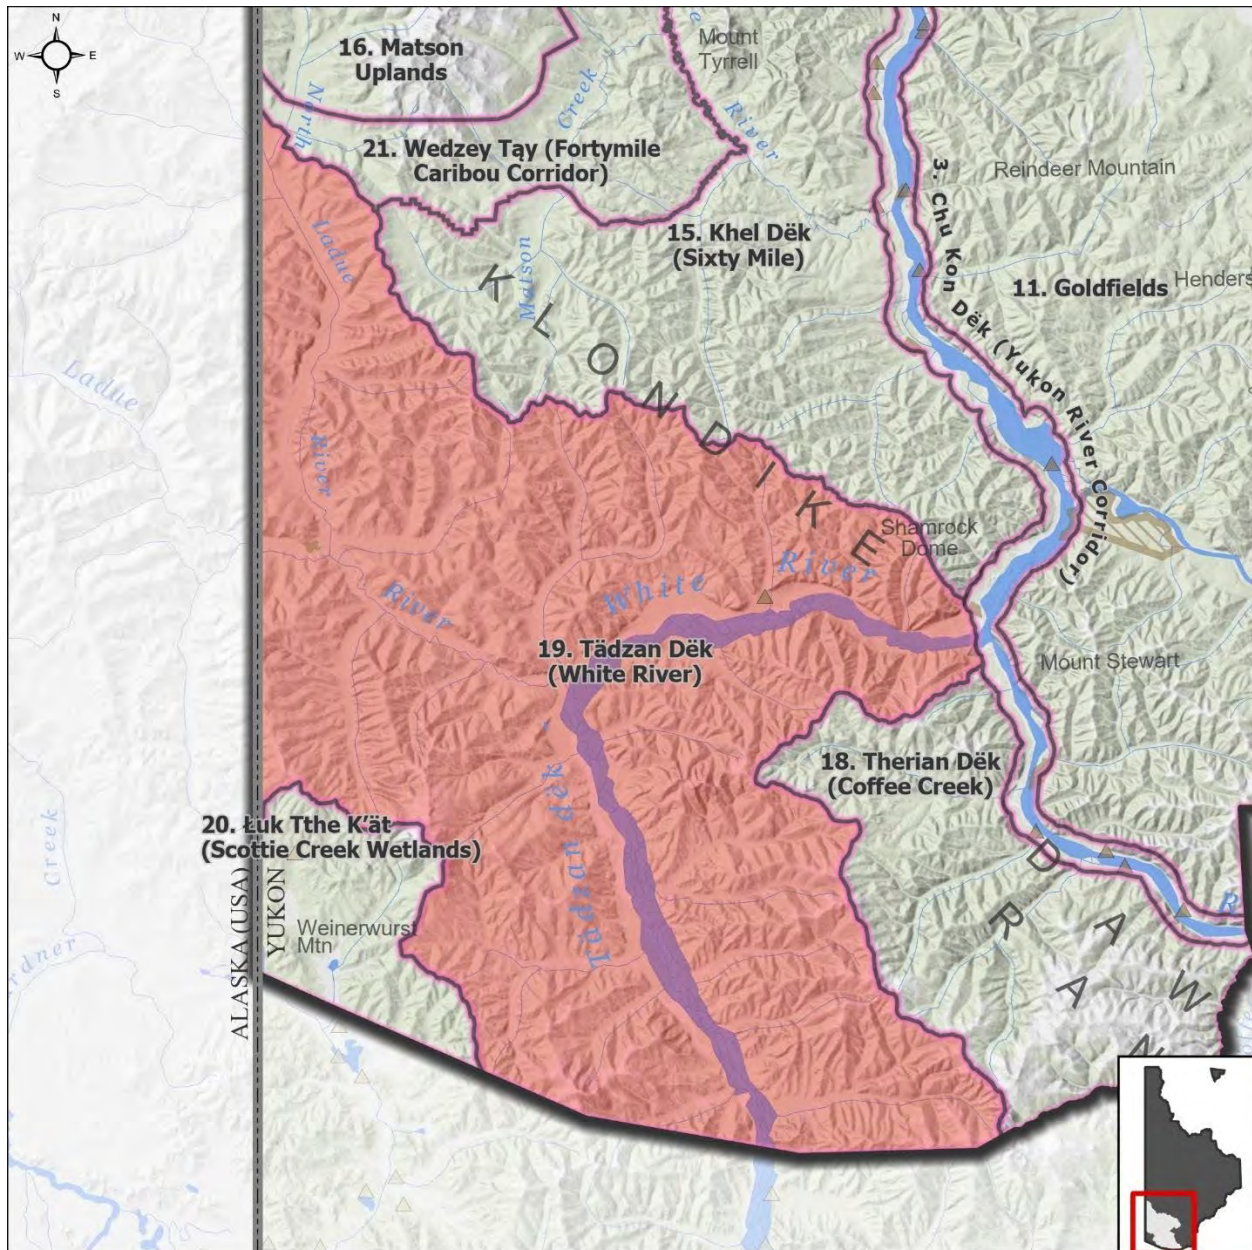 N
W E
S
16. Matson
Uplands
Mount
Tyrrell
North
Creek
River
21. Wedzey Tąy (Fortymile
Caribou Corridor)
3. Chu Kon Dëk (Yukon River Corridor)
Reindeer Mountain
15. Khel Dëk
(Sixty Mile)
Ladue
Matson
11. Goldfields
Henders
KLONDIKE
Ladue
River
Shamrock
Dome
White River
River
19. Tädzan Dëk
(White River)
Mount Stewart
Tädzan dëk
18. Therian Dëk
(Coffee Creek)
20. Łuk Tthe K'ät
(Scottie Creek Wetlands)
Creek
ALASKA (USA)
YUKON
Weinerwurst
Mtn
DAW
RAN
R